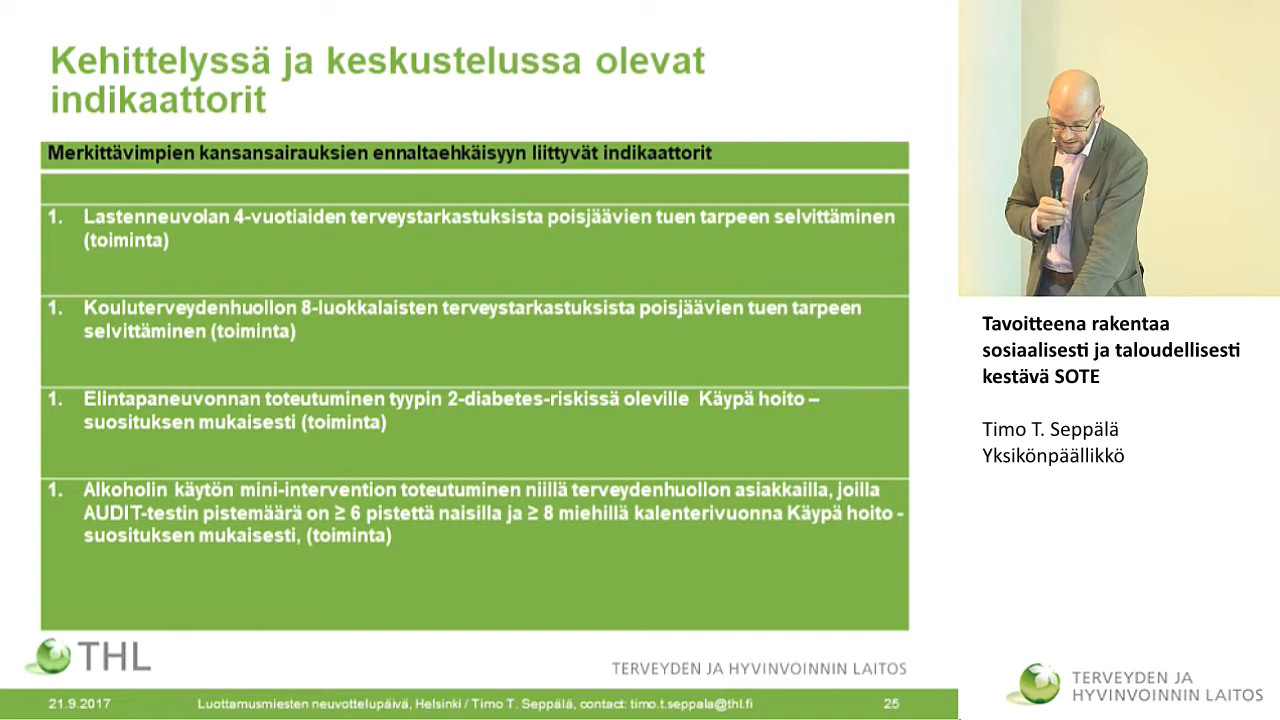 Kehittelyssä ja keskustelussa olevat
indikaattorit
Merkittävimpien kansansairauksien ennaltaehkäisyyn liittyvät indikaattorit
1. Lastenneuvolan 4-vuotiaiden terveystarkastuksista poisjäävien tuen tarpeen selvittäminen
(toiminta)
1. Kouluterveydenhuollon 8-luokkalaisten terveystarkastuksista poisjäävien tuen tarpeen
selvittäminen (toiminta)
1. Elintapaneuvonnan toteutuminen tyypin 2-diabetes-riskissä oleville Käypä hoito –
suosituksen mukaisesti (toiminta)
1. Alkoholin käytön mini-intervention toteutuminen niillä terveydenhuollon asiakkailla, joilla
AUDIT-testin pistemäärä on ≥ 6 pistettä naisilla ja ≥ 8 miehillä kalenterivuonna Käypä hoito -
suosituksen mukaisesti, (toiminta)
THL
TERVEYDEN JA HYVINVOINNIN LAITOS
21.9.2017 Luottamusmiesten neuvottelupäivä, Helsinki / Timo T. Seppälä, contact: timo.t.seppala@thl.fi 25
Tavoitteena rakentaa
sosiaalisesti ja taloudellisesti
kestävä SOTE
Timo T. Seppälä
Yksikönpäällikkö
TERVEYDEN JA
HYVINVOINNIN LAITOS